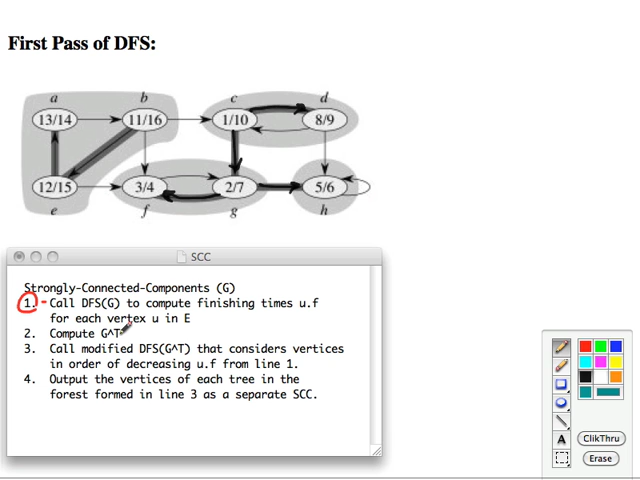 First Pass of DFS:
a b c d
13/14 11/16 1/10 8/9
12/15 3/4 2/7 5/6
e f g h
SCC
Strongly-Connected-Components (G)
1. Call DFS(G) to compute finishing times u.f
for each vertex u in E
2. Compute G^T
3. Call modified DFS(G^T) that considers vertices
in order of decreasing u.f from line 1.
4. Output the vertices of each tree in the
forest formed in line 3 as a separate SCC.
A ClikThru
Erase